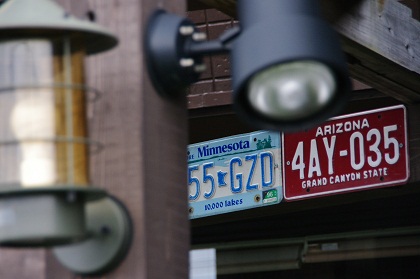 Minnesota
55 GZD
10,000 lakes
ARIZONA
4AY-035
GRAND CANYON STATE